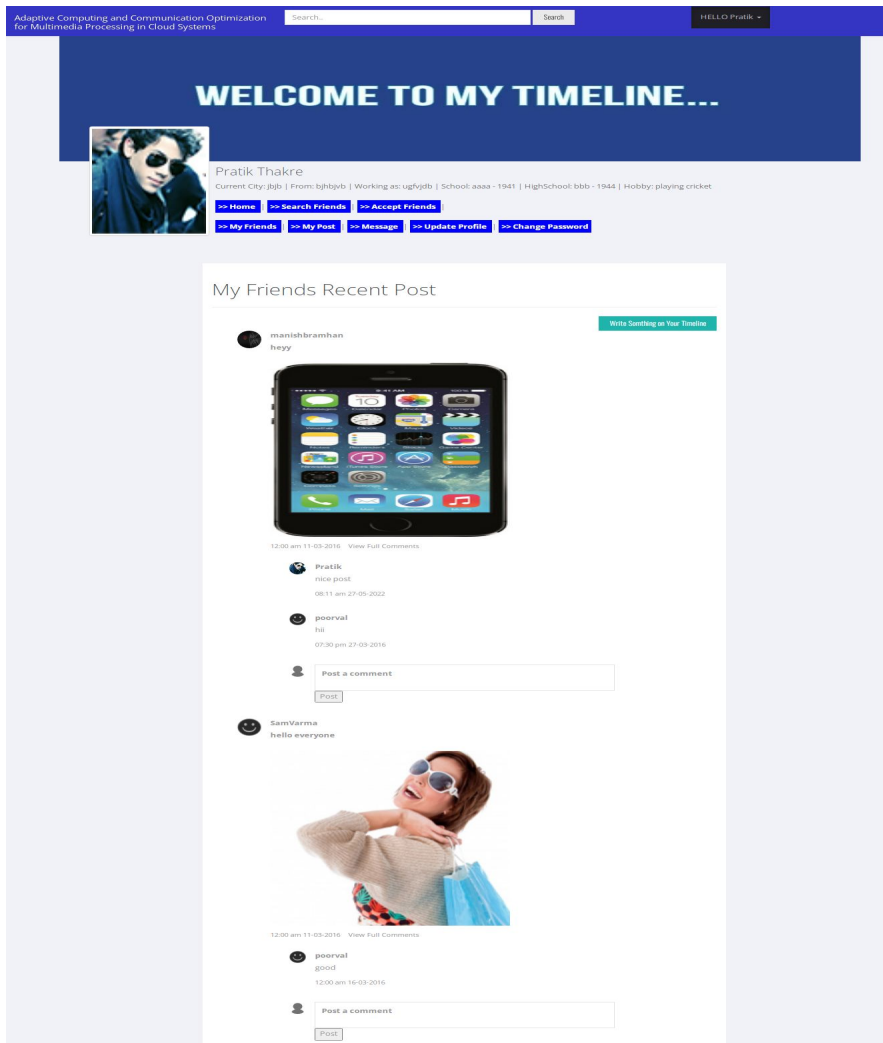 Adaptive Computing and Communication Optimization
for Multimedia Processing in Cloud Systems
Search..
Search
HELLO Pratik
WELCOME TO MY TIMELINE...
Pratik Thakre
Current City: jbjb | From: bjhbjvb | Working as: ugfvjdb | School: aaaa - 1941 | HighSchool: bbb - 1944 | Hobby: playing cricket
>> Home | >> Search Friends | >> Accept Friends |
>> My Friends | >> My Post | >> Message | >> Update Profile | >> Change Password
My Friends Recent Post
Write Somthing on Your Timeline
manishbramhan
heyy
9:41 AM
100%
10
12:00 am 11-03-2016 View Full Comments
Pratik
nice post
08:11 am 27-05-2022
poorval
hii
07:30 pm 27-03-2016
Post a comment
Post
SamVarma
hello everyone
12:00 am 11-03-2016 View Full Comments
poorval
good
12:00 am 16-03-2016
Post a comment
Post